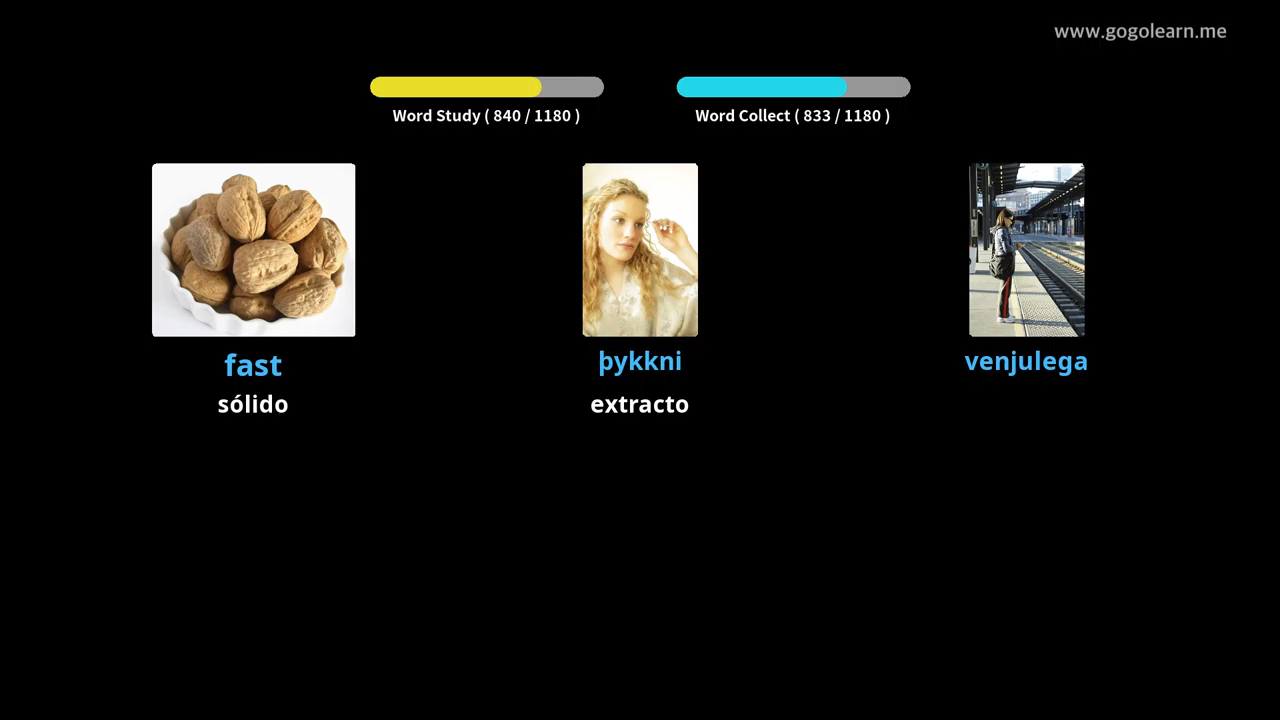 www.gogolearn.me
Word Study ( 840 / 1180 )
Word Collect ( 833 / 1180 )
fast
sólido
þykkni
extracto
venjulega